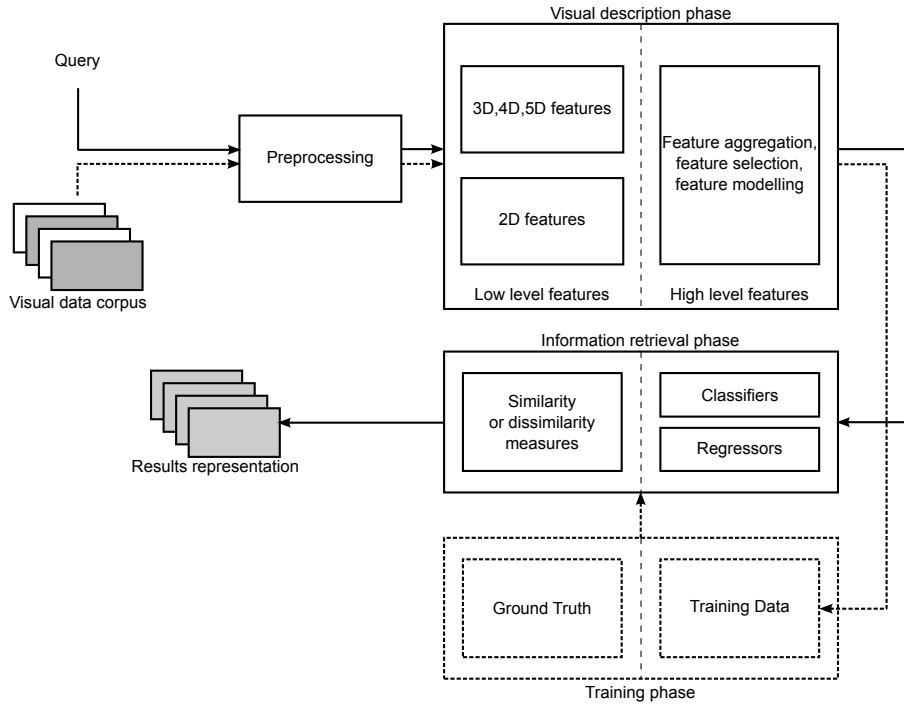 Visual description phase
Query
3D,4D,5D features
Preprocessing
Feature aggregation,
feature selection,
feature modelling
2D features
Visual data corpus
Low level features
High level features
Information retrieval phase
Similarity
or dissimilarity
measures
Classifiers
Regressors
Results representation
Ground Truth
Training Data
Training phase